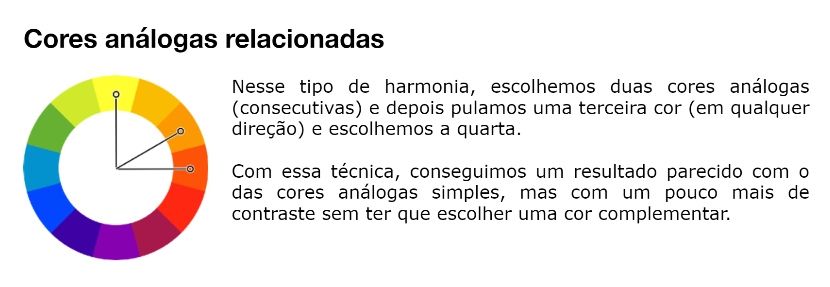 Cores análogas relacionadas
Nesse tipo de harmonia, escolhemos duas cores análogas
(consecutivas) e depois pulamos uma terceira cor (em qualquer
direção) e escolhemos a quarta.
Com essa técnica, conseguimos um resultado parecido com o
das cores análogas simples, mas com um pouco mais de
contraste sem ter que escolher uma cor complementar.